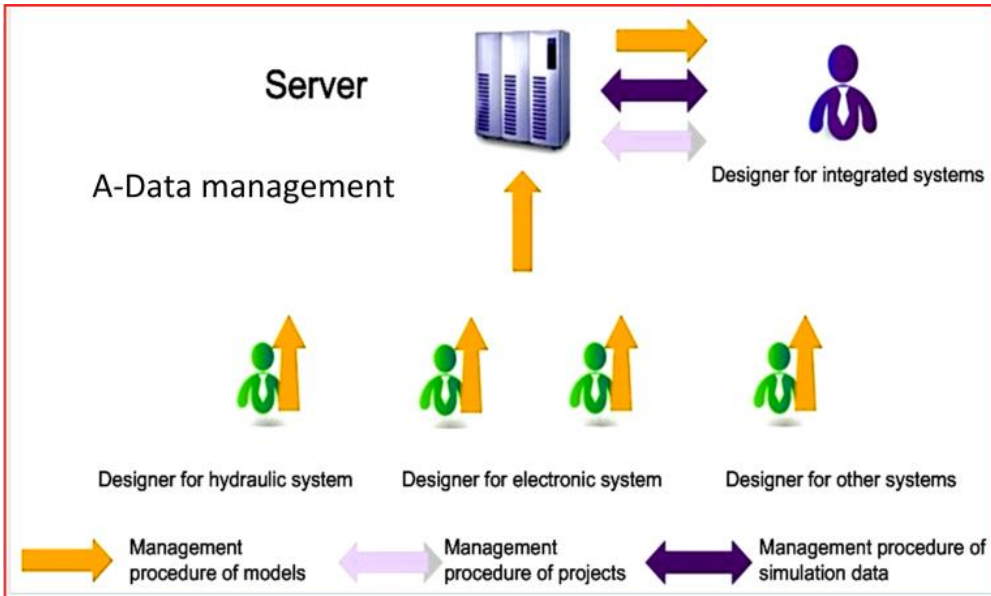 Server
Designer for integrated systems
A-Data management
Designer for hydraulic system
Designer for electronic system
Designer for other systems
Management
procedure of models
Management
procedure of projects
Management procedure of
simulation data